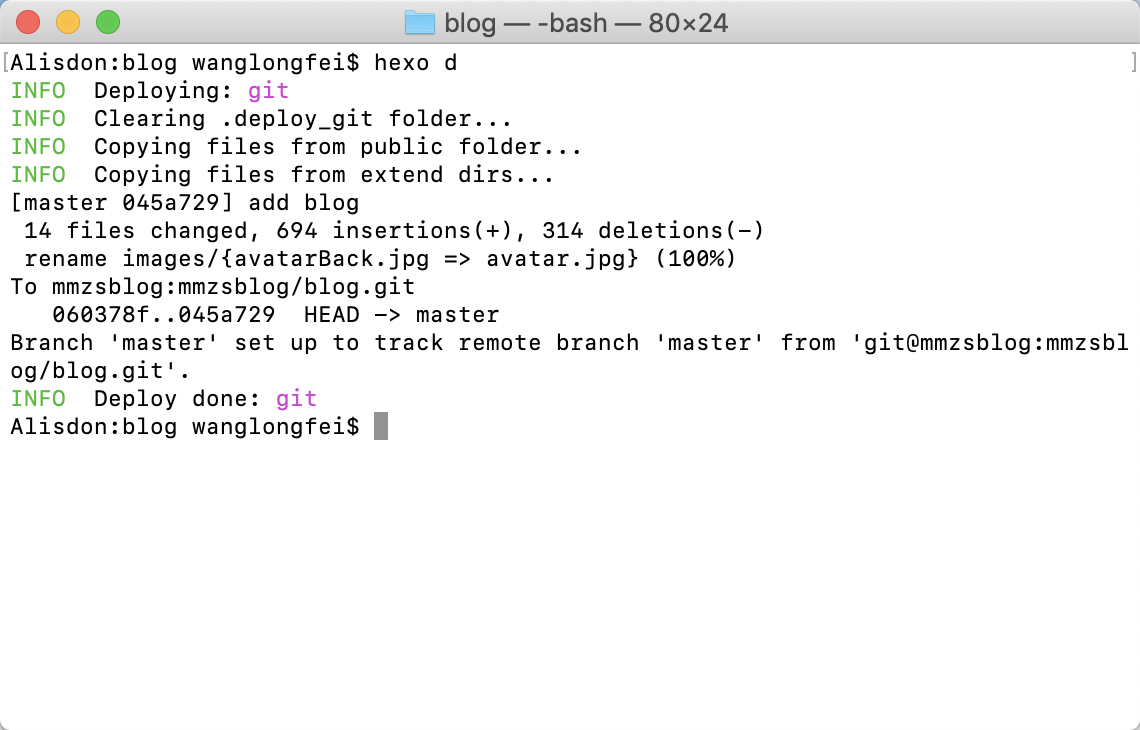 blog — -bash — 80×24
[Alisdon:blog wanglongfei$ hexo d ]
INFO  Deploying: git
INFO  Clearing .deploy_git folder...
INFO  Copying files from public folder...
INFO  Copying files from extend dirs...
[master 045a729] add blog
 14 files changed, 694 insertions(+), 314 deletions(-)
 rename images/{avatarBack.jpg => avatar.jpg} (100%)
To mmzsblog:mmzsblog/blog.git
   060378f..045a729  HEAD -> master
Branch 'master' set up to track remote branch 'master' from 'git@mmzsblog:mmzsbl
og/blog.git'.
INFO  Deploy done: git
Alisdon:blog wanglongfei$